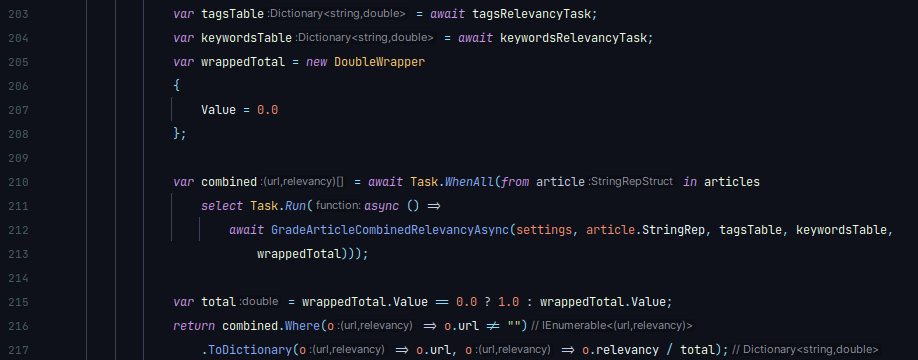 203 var tagsTable :Dictionary<string,double> = await tagsRelevancyTask;
204 var keywordsTable :Dictionary<string,double> = await keywordsRelevancyTask;
205 var wrappedTotal = new DoubleWrapper
206 {
207 Value = 0.0
208 };
209
210 var combined :(url,relevancy)[] = await Task.WhenAll(from article :StringRepStruct in articles
211 select Task.Run( function: async () =>
212 await GradeArticleCombinedRelevancyAsync(settings, article.StringRep, tagsTable, keywordsTable,
213 wrappedTotal)));
214
215 var total :double = wrappedTotal.Value == 0.0 ? 1.0 : wrappedTotal.Value;
216 return combined.Where(o :(url,relevancy) => o.url != "") // IEnumerable<(url,relevancy)>
217 .ToDictionary(o :(url,relevancy) => o.url, o :(url,relevancy) => o.relevancy / total); // Dictionary<string,double>